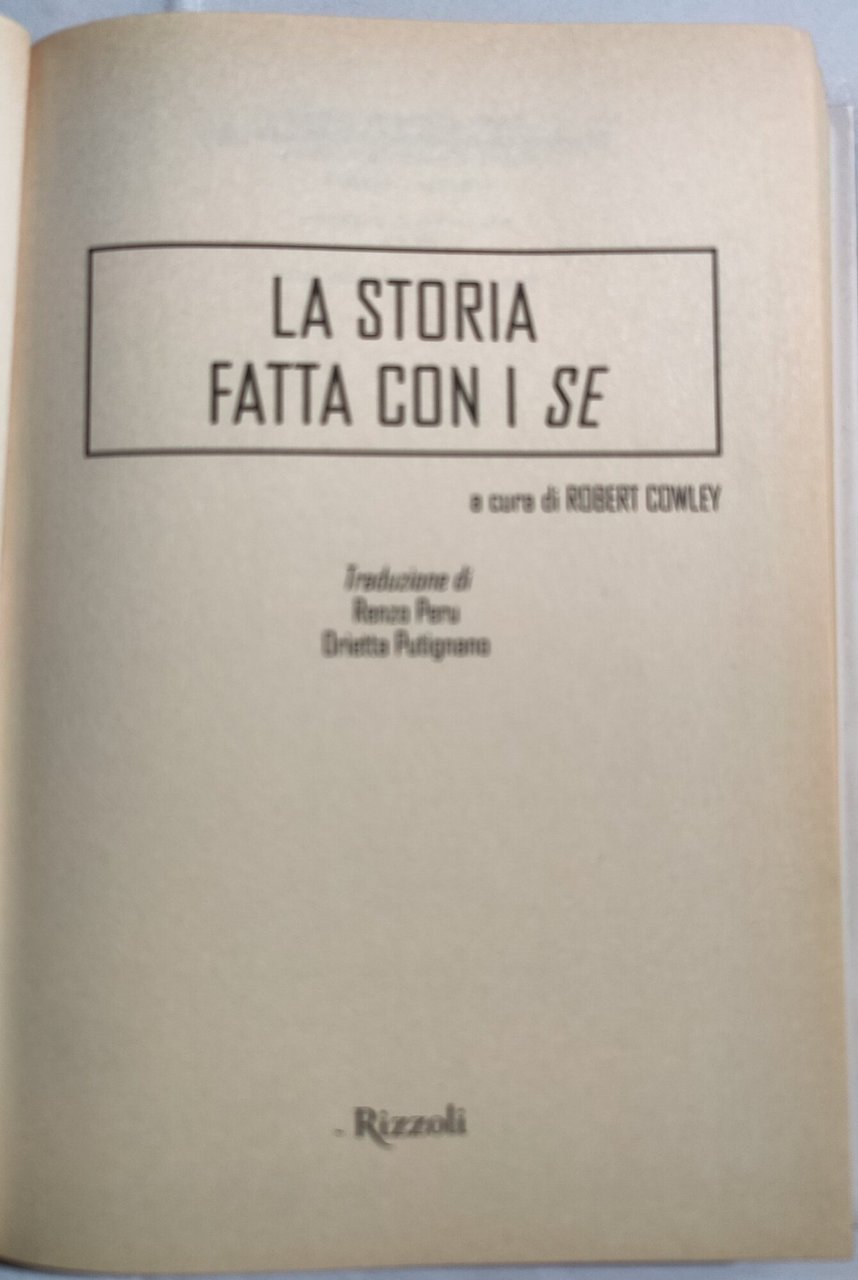 LA STORIA
FATTA CON I SE
a cura di ROBERT COWLEY
Traduzione di
Renzo Peru
Orietta Putignano
Rizzoli